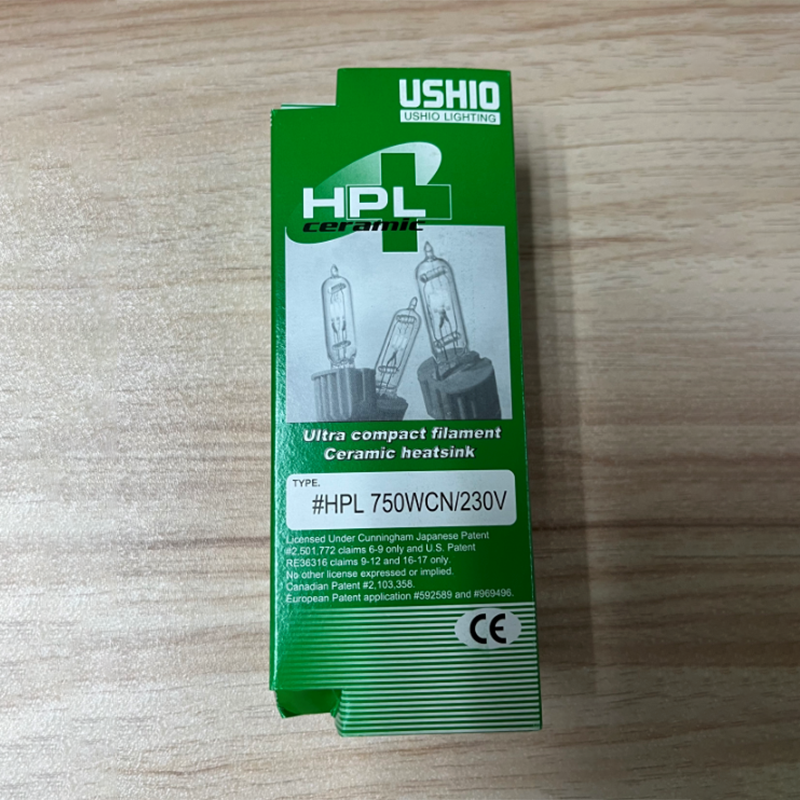 USHIO
USHIO LIGHTING
HPL
ceramic
Ultra compact filament
Ceramic heatsink
TYPE.
#HPL 750WCN/230V
Licensed Under Cunningham Japanese Patent
#2,501,772 claims 6-9 only and U.S. Patent
RE36316 claims 9-12 and 16-17 only.
No other license expressed or implied.
Canadian Patent #2,103,358.
European Patent application #592589 and #969496.
CE